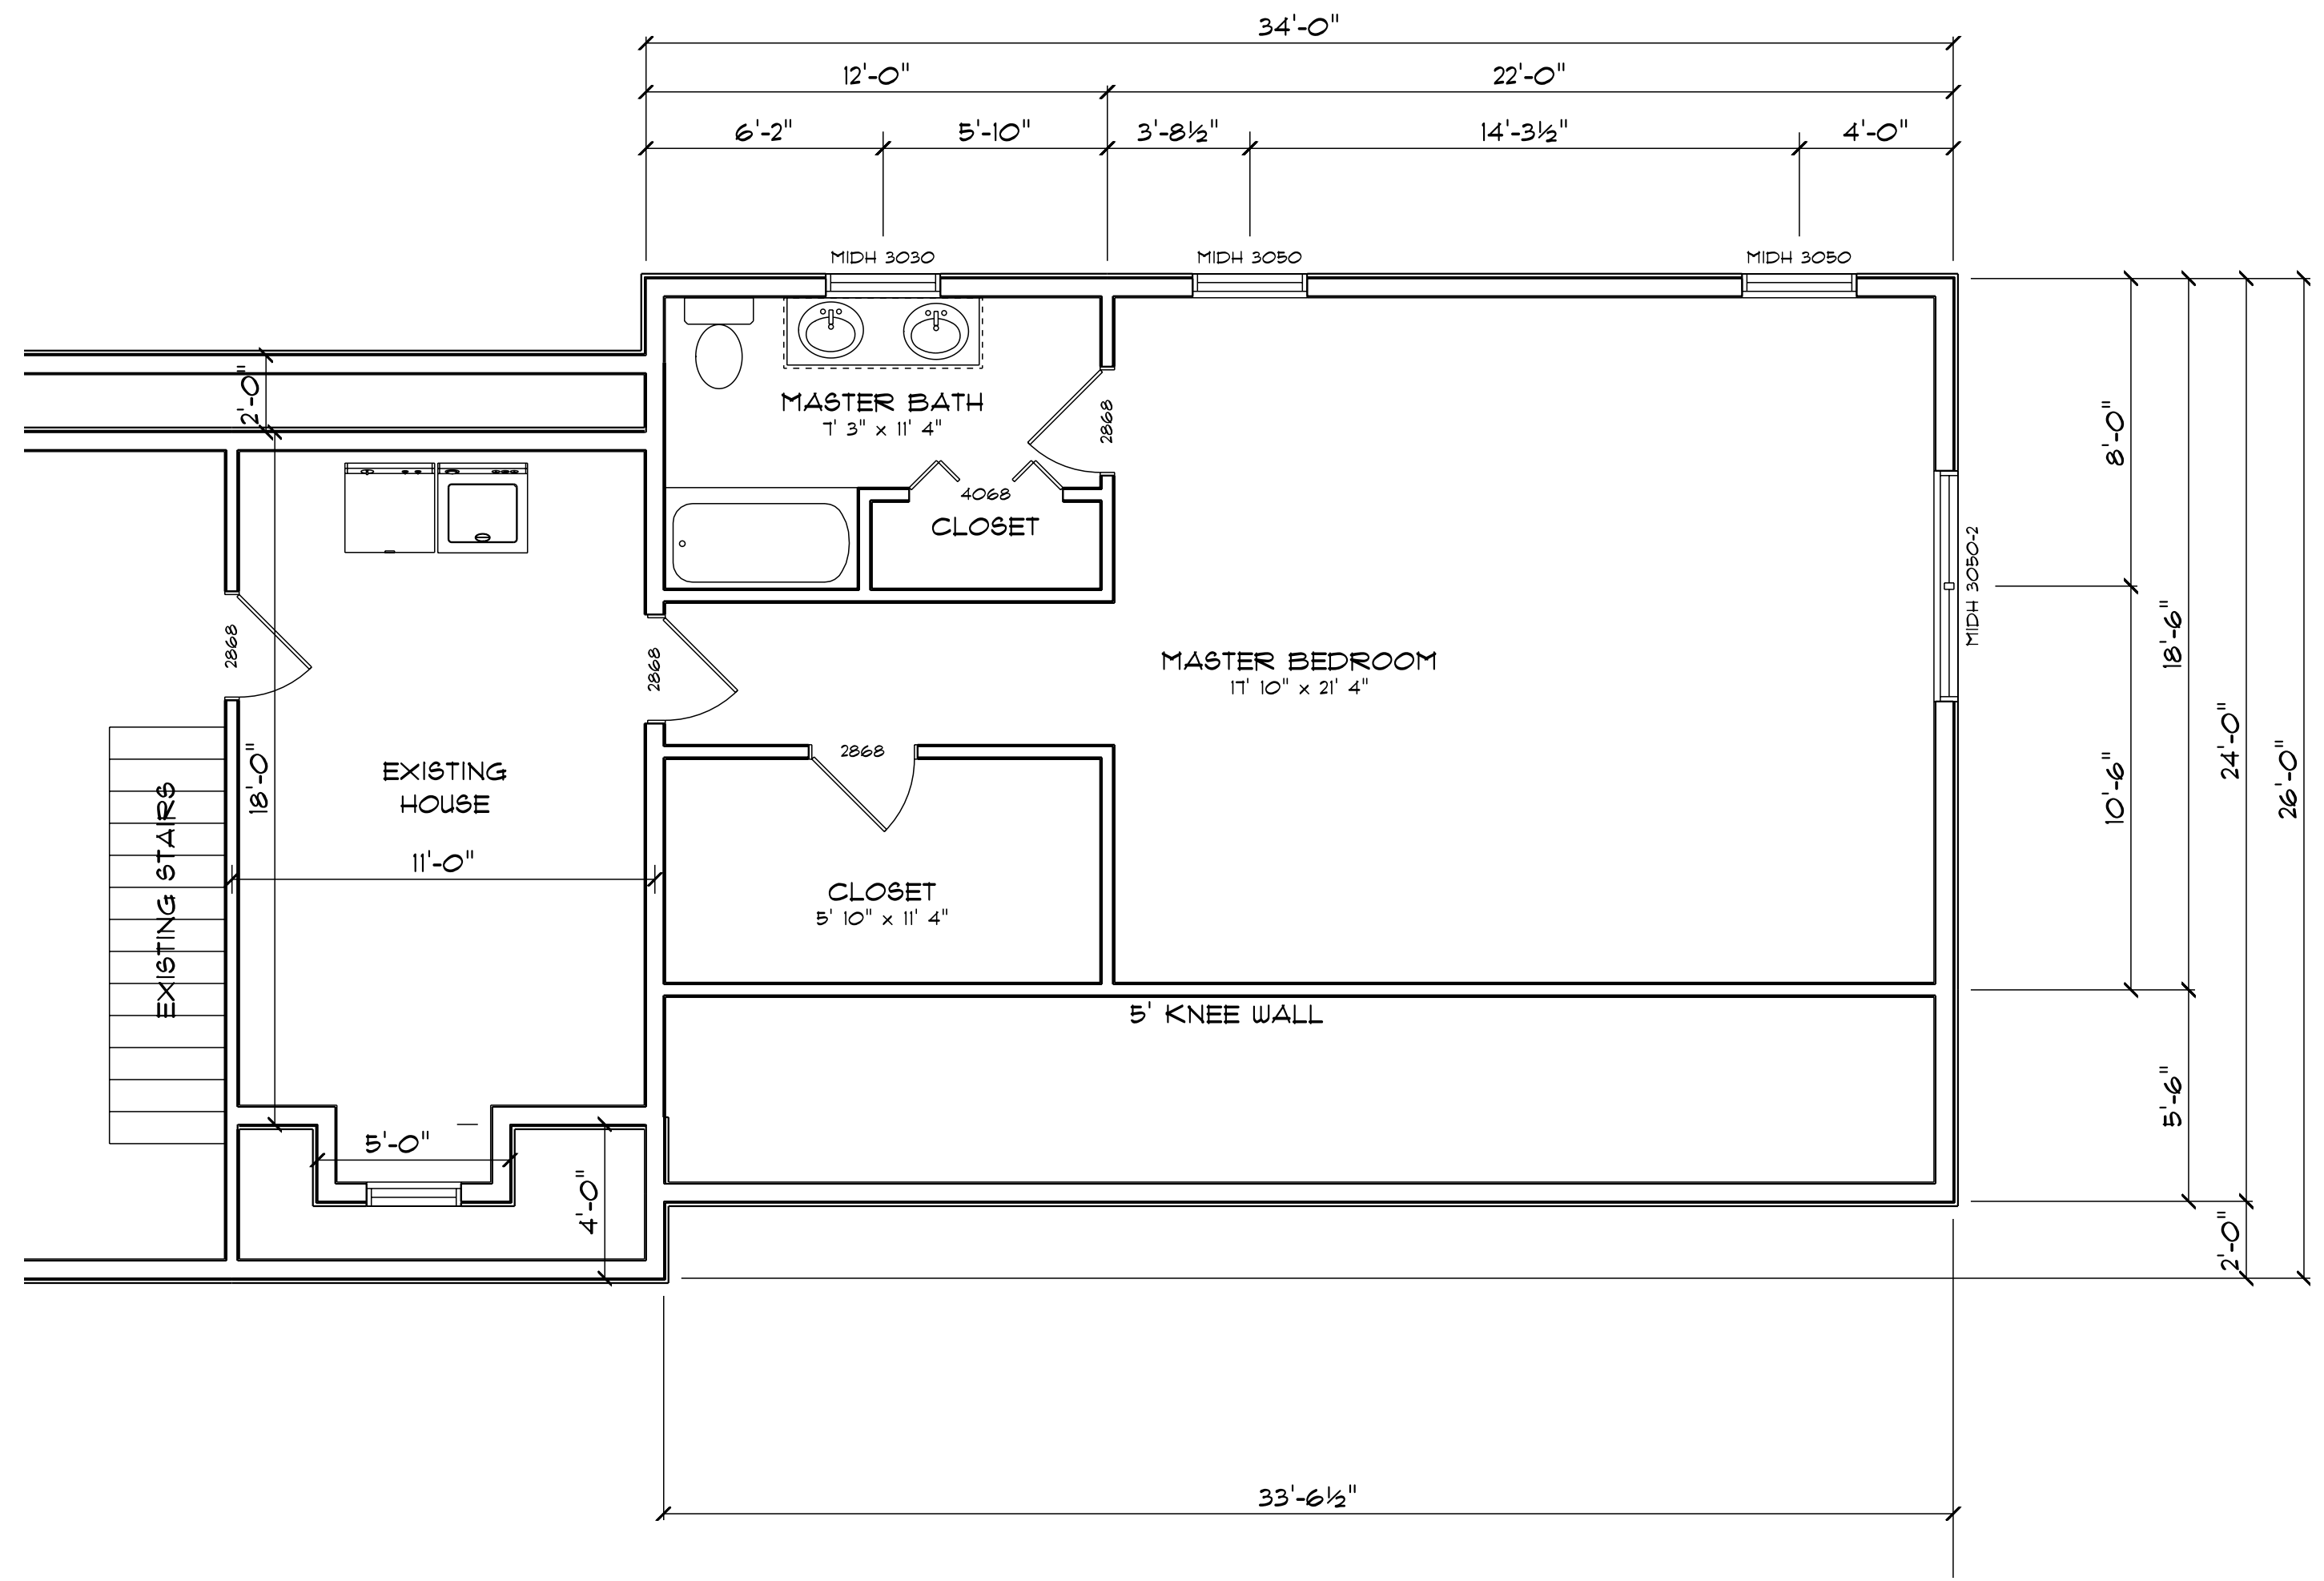 34'-0"
12'-0"
22'-0"
6'-2"
5'-10"
3'-8½"
14'-3½"
4'-0"
MIDH 3030
MIDH 3050
MIDH 3050
2'-0"
MASTER BATH
7' 3" x 11' 4"
2868
8'-0"
4068
CLOSET
MIDH 3050-2
2868
2868
MASTER BEDROOM
17' 10" x 21' 4"
18'-6"
24'-0"
26'-0"
2868
18'-0"
EXISTING
HOUSE
10'-6"
11'-0"
EXISTING STAIRS
CLOSET
5' 10" x 11' 4"
5' KNEE WALL
5'-6"
5'-0"
4'-0"
2'-0"
33'-6½"